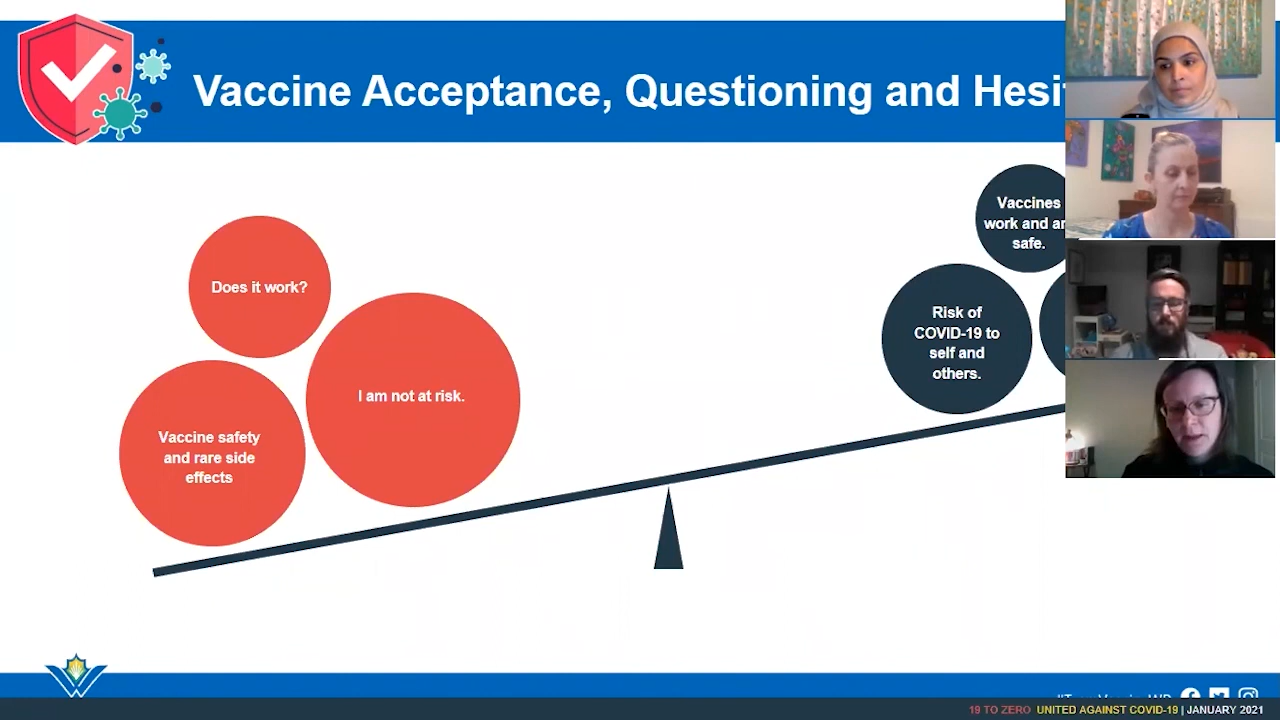 Vaccine Acceptance, Questioning and
Does it work?
I am not at risk.
Vaccine safety
and rare side
effects
Vaccines
work and
safe.
Risk of
COVID-19 to
self and
others.
19 TO ZERO UNITED AGAINST COVID-19 | JANUARY 2021